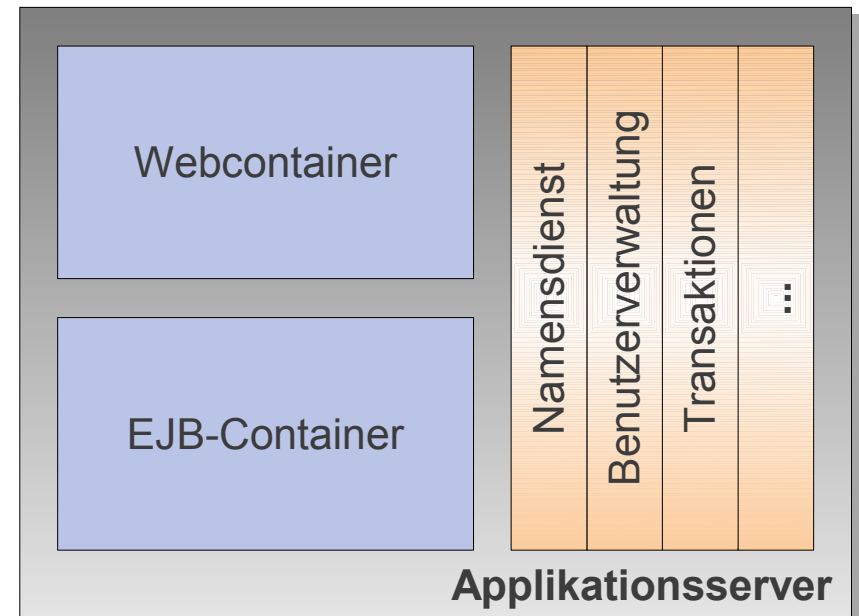 Webcontainer
EJB-Container
Namensdienst
Benutzerverwaltung
Transaktionen
...
Applikationsserver